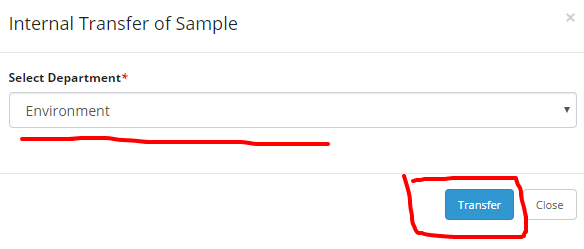 Internal Transfer of Sample
×
Select Department*
Environment
Transfer Close